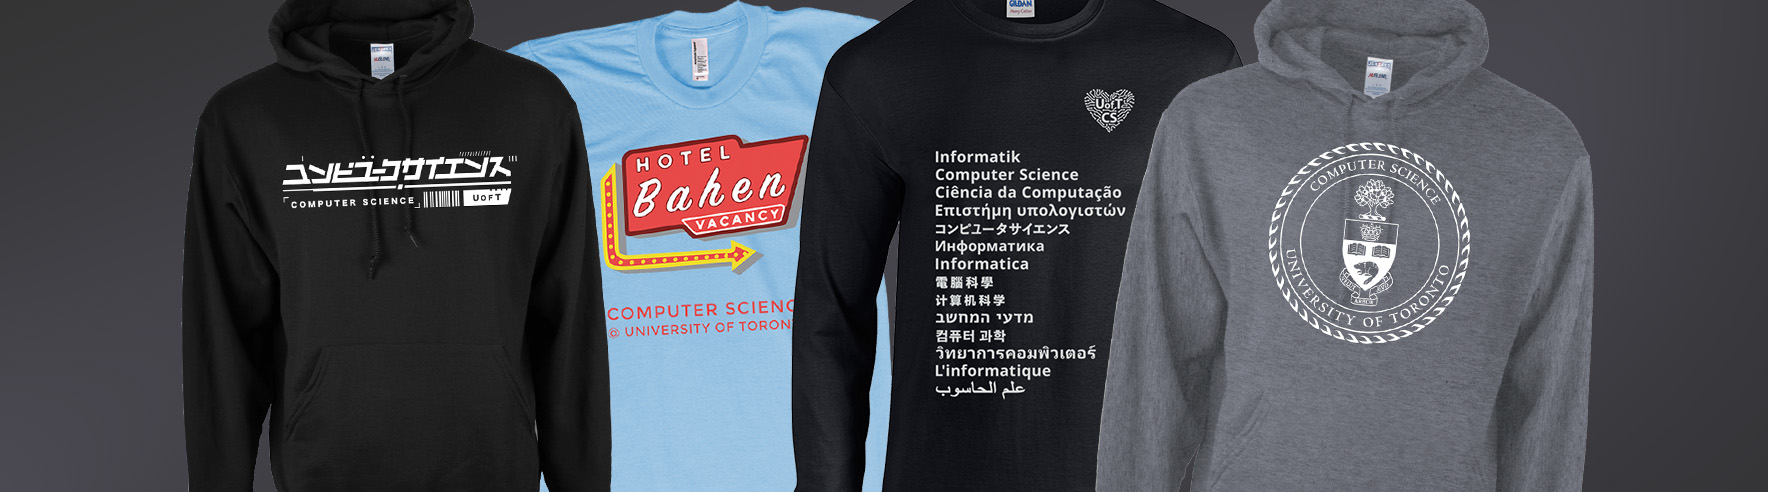 コンピュータサイエンス
COMPUTER SCIENCE
UofT
HOTEL
Bahen
VACANCY
COMPUTER SCIENC
@ UNIVERSITY OF TORON
GILDAN
Heavy Cotton
UofT
CS
Informatik
Computer Science
Ciência da Computação
Επιστήμη υπολογιστών
コンピュータサイエンス
Информатика
Informatica
電腦科學
计算机科学
מדעי המחשב
컴퓨터 과학
วิทยาการคอมพิวเตอร์
L'informatique
علم الحاسوب
COMPUTER SCIENCE
UNIVERSITY OF TORONTO